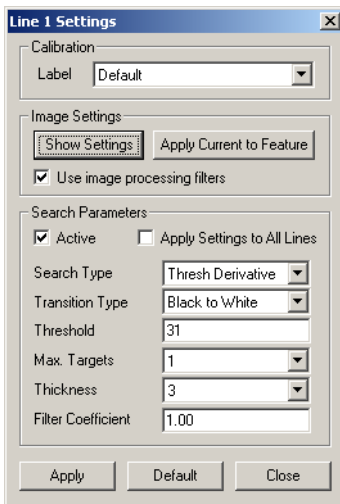 Line 1 Settings
Calibration
Label Default
Image Settings
Show Settings Apply Current to Feature
Use image processing filters
Search Parameters
Active Apply Settings to All Lines
Search Type Thresh Derivative
Transition Type Black to White
Threshold 31
Max. Targets 1
Thickness 3
Filter Coefficient 1.00
Apply Default Close